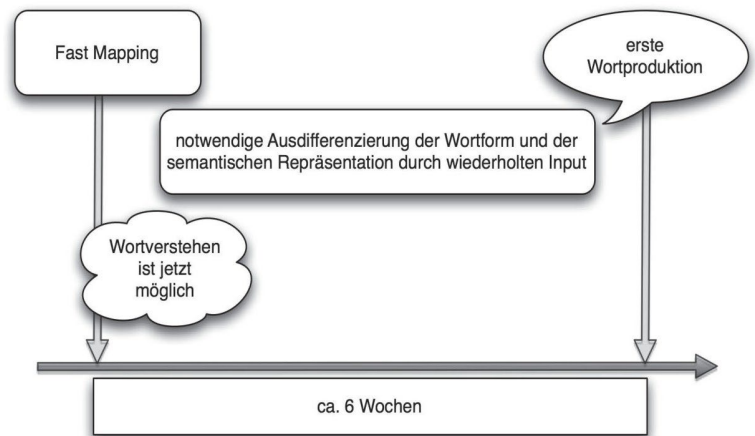 Fast Mapping
erste
Wortproduktion
notwendige Ausdifferenzierung der Wortform und der
semantischen Repräsentation durch wiederholten Input
Wortverstehen
ist jetzt
möglich
ca. 6 Wochen